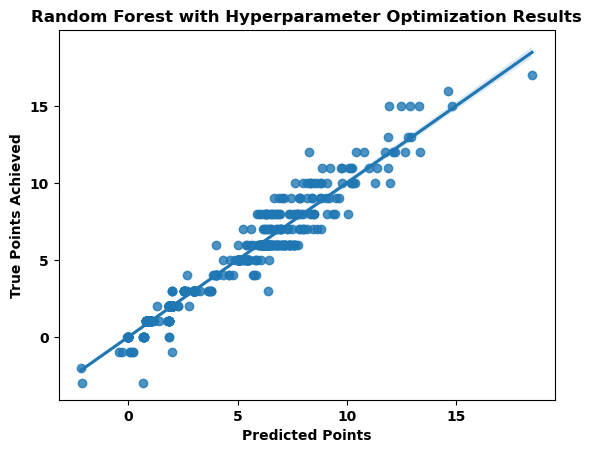 Random Forest with Hyperparameter Optimization Results
True Points Achieved
15
10
5
0
0 5 10 15
Predicted Points